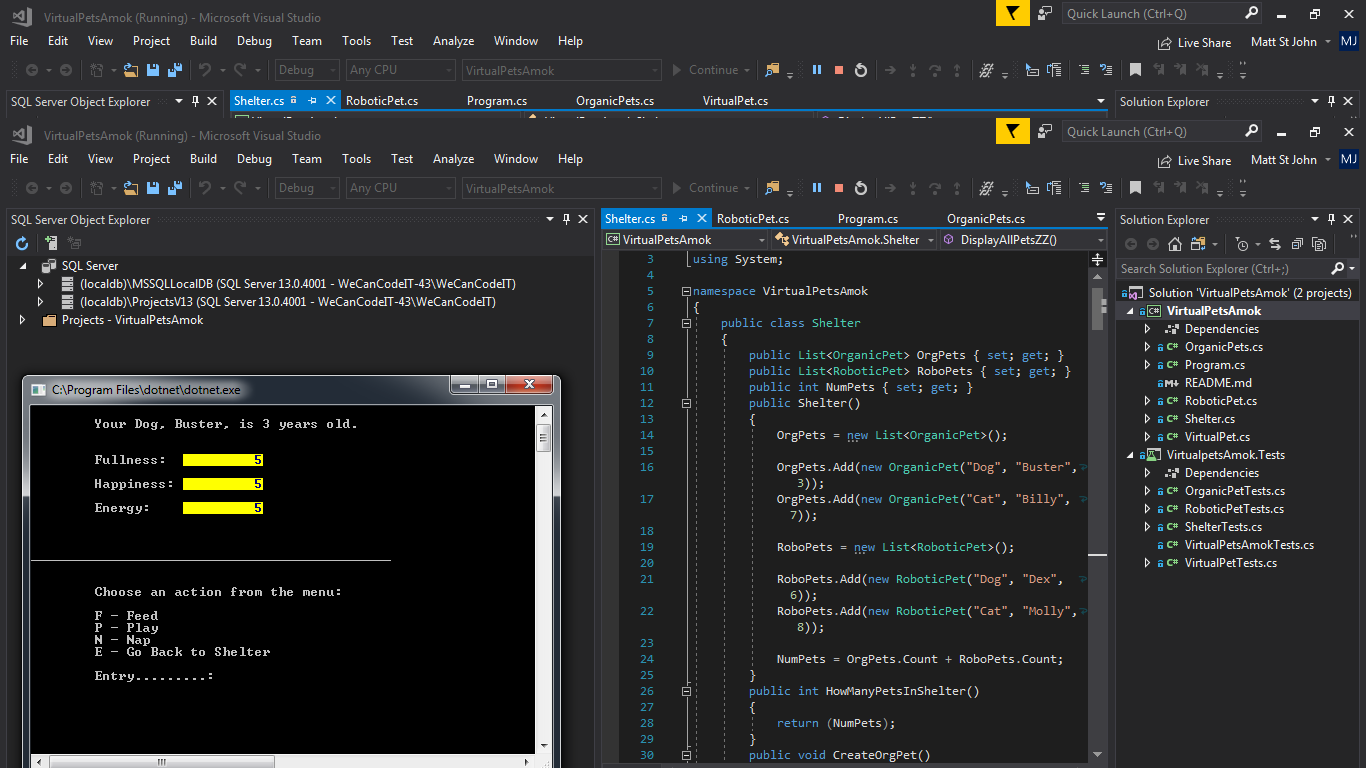 VirtualPetsAmok (Running) - Microsoft Visual Studio
Quick Launch (Ctrl+Q)
File Edit View Project Build Debug Team Tools Test Analyze Window Help
Live Share Matt St John MJ
Debug Any CPU VirtualPetsAmok Continue
SQL Server Object Explorer
Shelter.cs RoboticPet.cs Program.cs OrganicPets.cs VirtualPet.cs
Solution Explorer
VirtualPetsAmok (Running) - Microsoft Visual Studio
Quick Launch (Ctrl+Q)
File Edit View Project Build Debug Team Tools Test Analyze Window Help
Live Share Matt St John MJ
Debug Any CPU VirtualPetsAmok Continue
SQL Server Object Explorer
SQL Server
(localdb)\MSSQLLocalDB (SQL Server 13.0.4001 - WeCanCodeIT-43\WeCanCodeIT)
(localdb)\ProjectsV13 (SQL Server 13.0.4001 - WeCanCodeIT-43\WeCanCodeIT)
Projects - VirtualPetsAmok
C:\Program Files\dotnet\dotnet.exe
Your Dog, Buster, is 3 years old.
Fullness: 5
Happiness: 5
Energy: 5
Choose an action from the menu:
F - Feed
P - Play
N - Nap
E - Go Back to Shelter
Entry.........:
Shelter.cs RoboticPet.cs Program.cs OrganicPets.cs
C# VirtualPetsAmok VirtualPetsAmok.Shelter DisplayAllPetsZZ()
3 using System;
4
5 namespace VirtualPetsAmok
6 {
7 public class Shelter
8 {
9 public List<OrganicPet> OrgPets { set; get; }
10 public List<RoboticPet> RoboPets { set; get; }
11 public int NumPets { set; get; }
12 public Shelter()
13 {
14 OrgPets = new List<OrganicPet>();
15
16 OrgPets.Add(new OrganicPet("Dog", "Buster",
3));
17 OrgPets.Add(new OrganicPet("Cat", "Billy",
7));
18
19 RoboPets = new List<RoboticPet>();
20
21 RoboPets.Add(new RoboticPet("Dog", "Dex",
6));
22 RoboPets.Add(new RoboticPet("Cat", "Molly",
8));
23
24 NumPets = OrgPets.Count + RoboPets.Count;
25 }
26 public int HowManyPetsInShelter()
27 {
28 return (NumPets);
29 }
30 public void CreateOrgPet()
Solution Explorer
Search Solution Explorer (Ctrl+;)
Solution 'VirtualPetsAmok' (2 projects)
C# VirtualPetsAmok
Dependencies
C# OrganicPets.cs
C# Program.cs
M README.md
C# RoboticPet.cs
C# Shelter.cs
C# VirtualPet.cs
VirtualpetsAmok.Tests
Dependencies
C# OrganicPetTests.cs
C# RoboticPetTests.cs
C# ShelterTests.cs
C# VirtualPetsAmokTests.cs
C# VirtualPetTests.cs